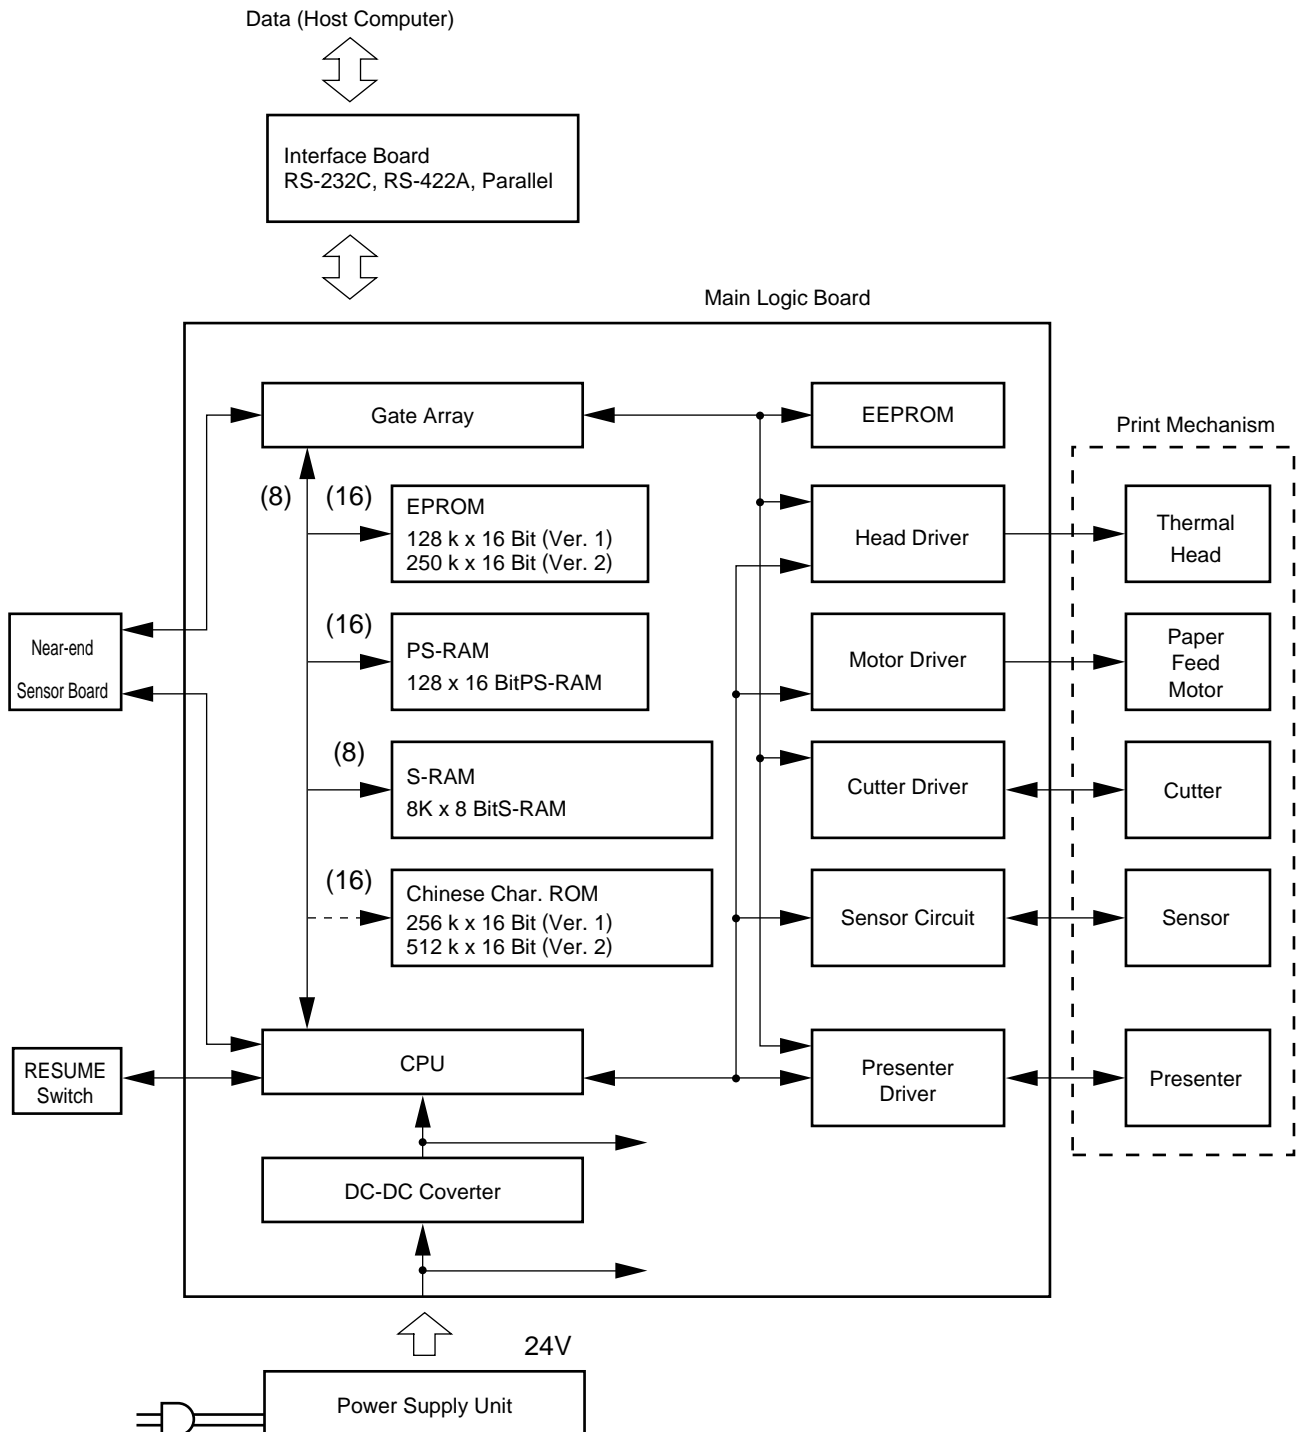 Data (Host Computer)
Interface Board
RS-232C, RS-422A, Parallel
Main Logic Board
Gate Array
EEPROM
Print Mechanism
(8)
(16)
EPROM
128 k x 16 Bit (Ver. 1)
250 k x 16 Bit (Ver. 2)
Head Driver
Thermal
Head
Near-end
Sensor Board
(16)
PS-RAM
128 x 16 BitPS-RAM
Motor Driver
Paper
Feed
Motor
(8)
S-RAM
8K x 8 BitS-RAM
Cutter Driver
Cutter
(16)
Chinese Char. ROM
256 k x 16 Bit (Ver. 1)
512 k x 16 Bit (Ver. 2)
Sensor Circuit
Sensor
RESUME
Switch
CPU
Presenter
Driver
Presenter
DC-DC Coverter
24V
Power Supply Unit